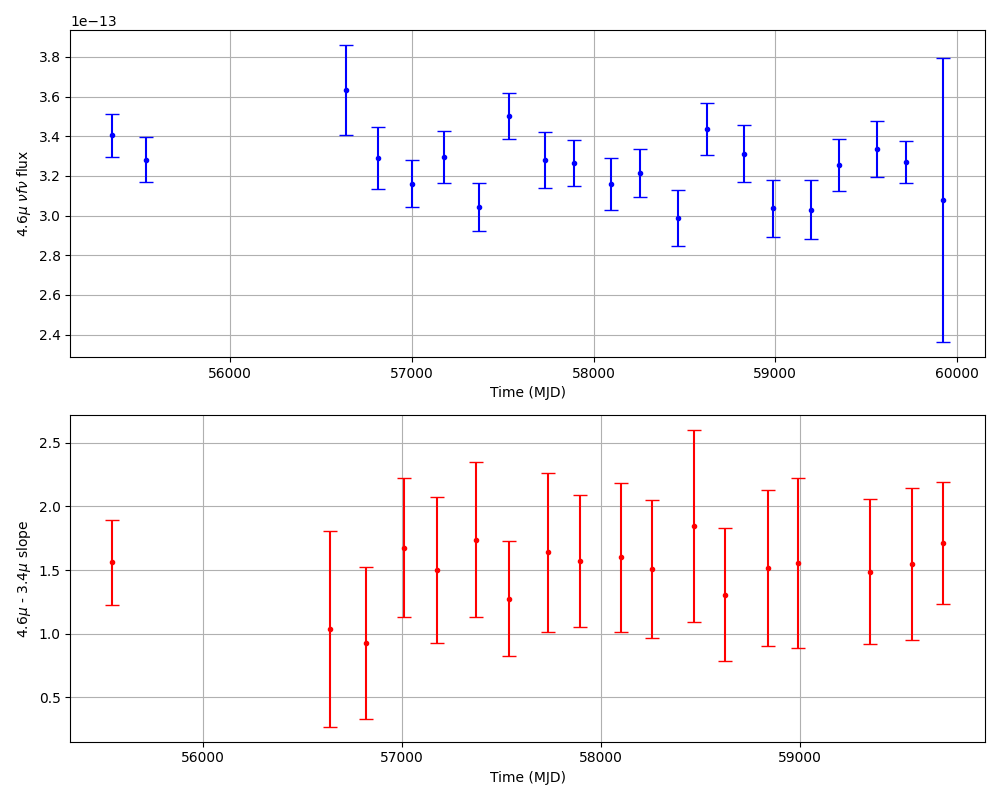 1e−13
3.8
3.6
3.4
3.2
3.0
2.8
2.6
2.4
4.6μ νfν flux
56000 57000 58000 59000 60000
Time (MJD)
2.5
2.0
1.5
1.0
0.5
4.6μ - 3.4μ slope
56000 57000 58000 59000
Time (MJD)